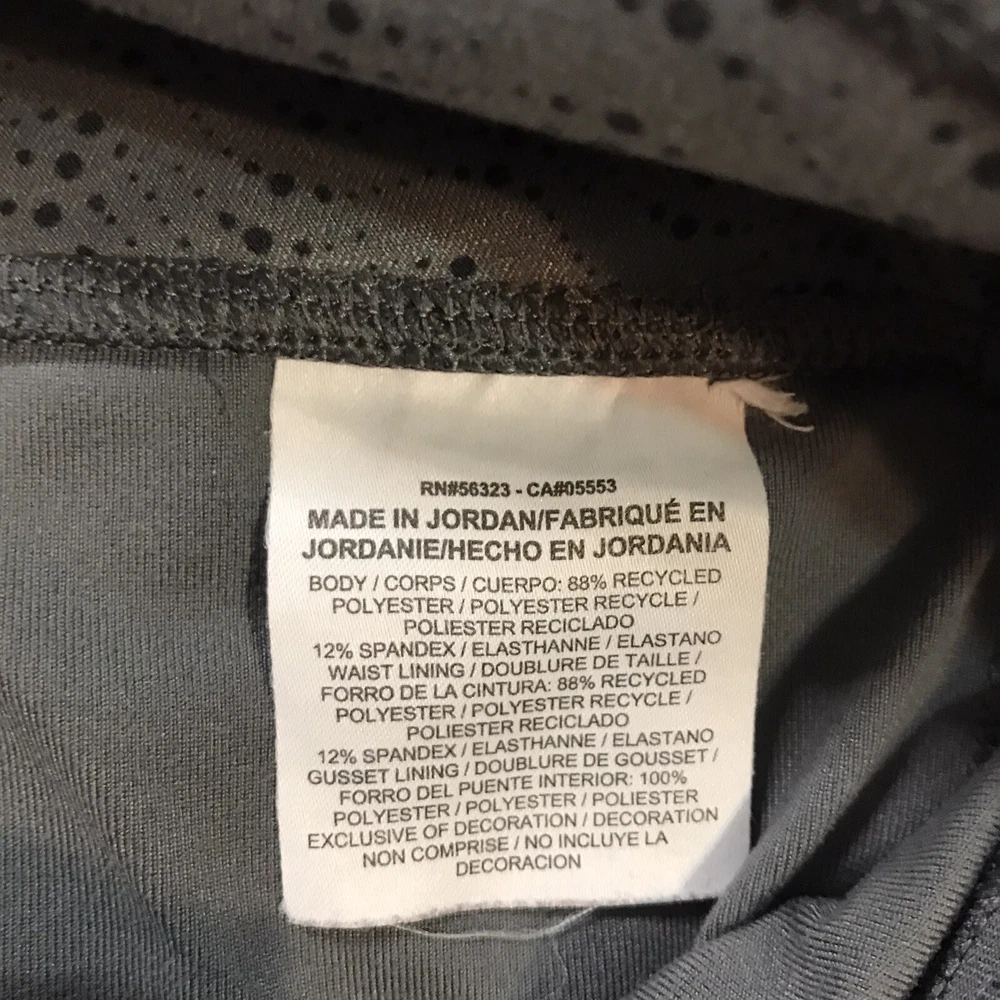 RN#56323 - CA#05553
MADE IN JORDAN/FABRIQUÉ EN
JORDANIE/HECHO EN JORDANIA
BODY / CORPS / CUERPO: 88% RECYCLED
POLYESTER / POLYESTER RECYCLE /
POLIESTER RECICLADO
12% SPANDEX / ELASTHANNE / ELASTANO
WAIST LINING / DOUBLURE DE TAILLE /
FORRO DE LA CINTURA: 88% RECYCLED
POLYESTER / POLYESTER RECYCLE /
POLIESTER RECICLADO
12% SPANDEX / ELASTHANNE / ELASTANO
GUSSET LINING / DOUBLURE DE GOUSSET /
FORRO DEL PUENTE INTERIOR: 100%
POLYESTER / POLYESTER / POLIESTER
EXCLUSIVE OF DECORATION / DECORATION
NON COMPRISE / NO INCLUYE LA
DECORACION